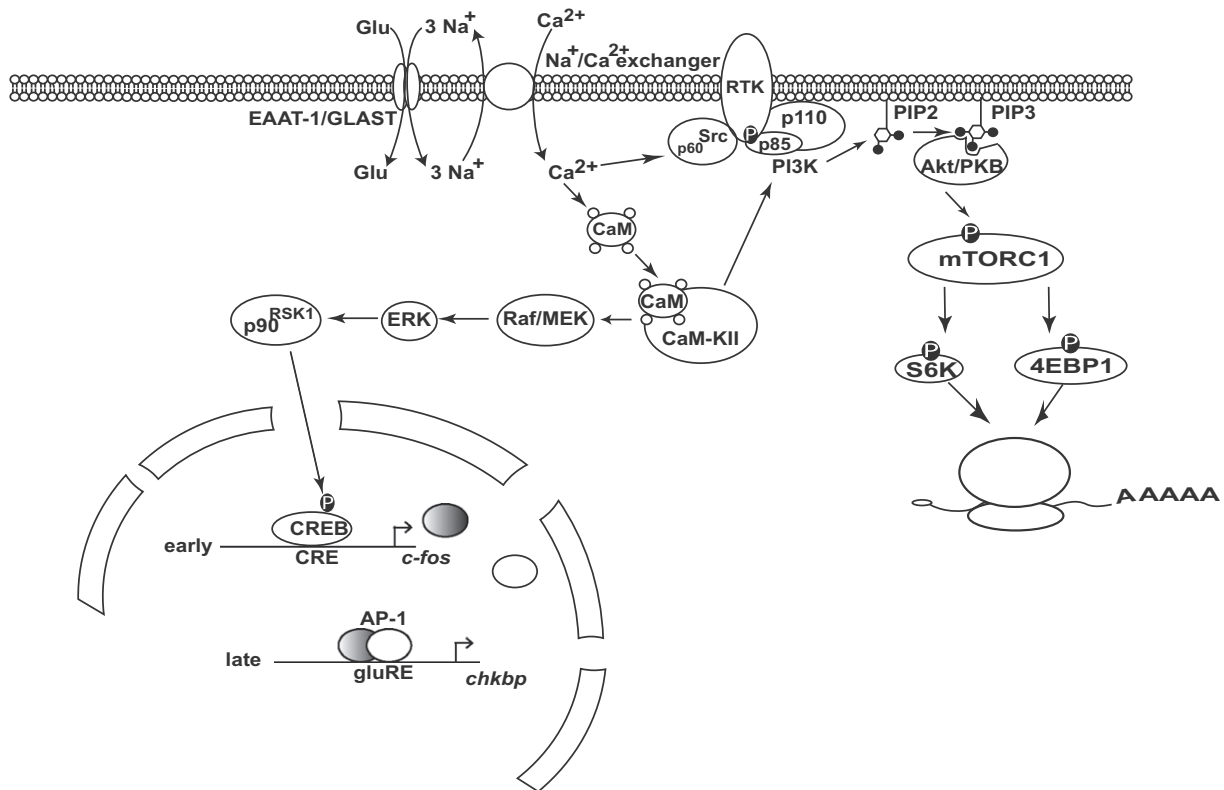 Glu 3 Na+ Ca2+
Na+/Ca2+ exchanger
RTK
EAAT-1/GLAST
Glu 3 Na+ Ca2+
p60Src
P
p85
p110
PI3K
PIP2
PIP3
Akt/PKB
CaM
P
mTORC1
CaM
CaM-KII
Raf/MEK
ERK
p90RSK1
P
S6K
P
4EBP1
AAAAA
P
CREB
early
CRE
c-fos
AP-1
late
gluRE
chkbp